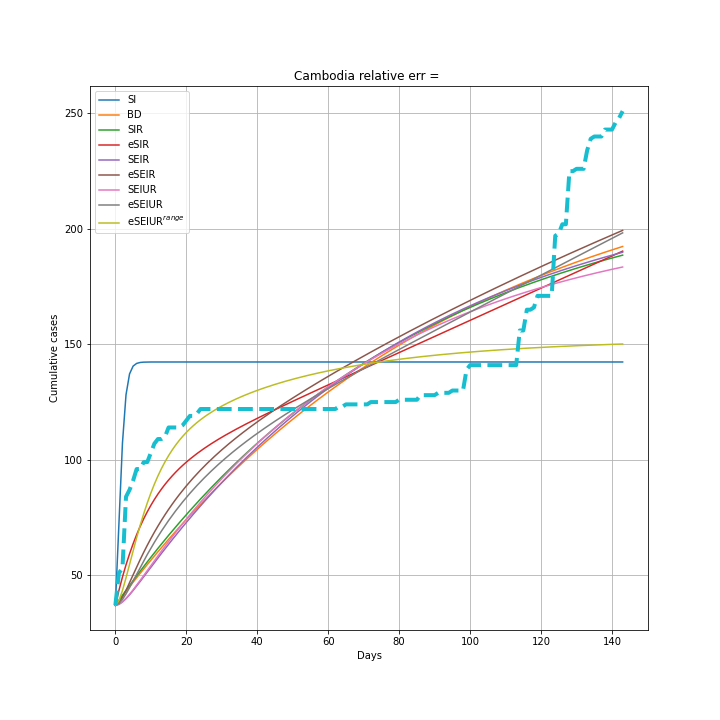 Cambodia relative err =
SI
BD
SIR
eSIR
SEIR
eSEIR
SEIUR
eSEIUR
eSEIUR^range
250
200
150
100
50
Cumulative cases
0 20 40 60 80 100 120 140
Days